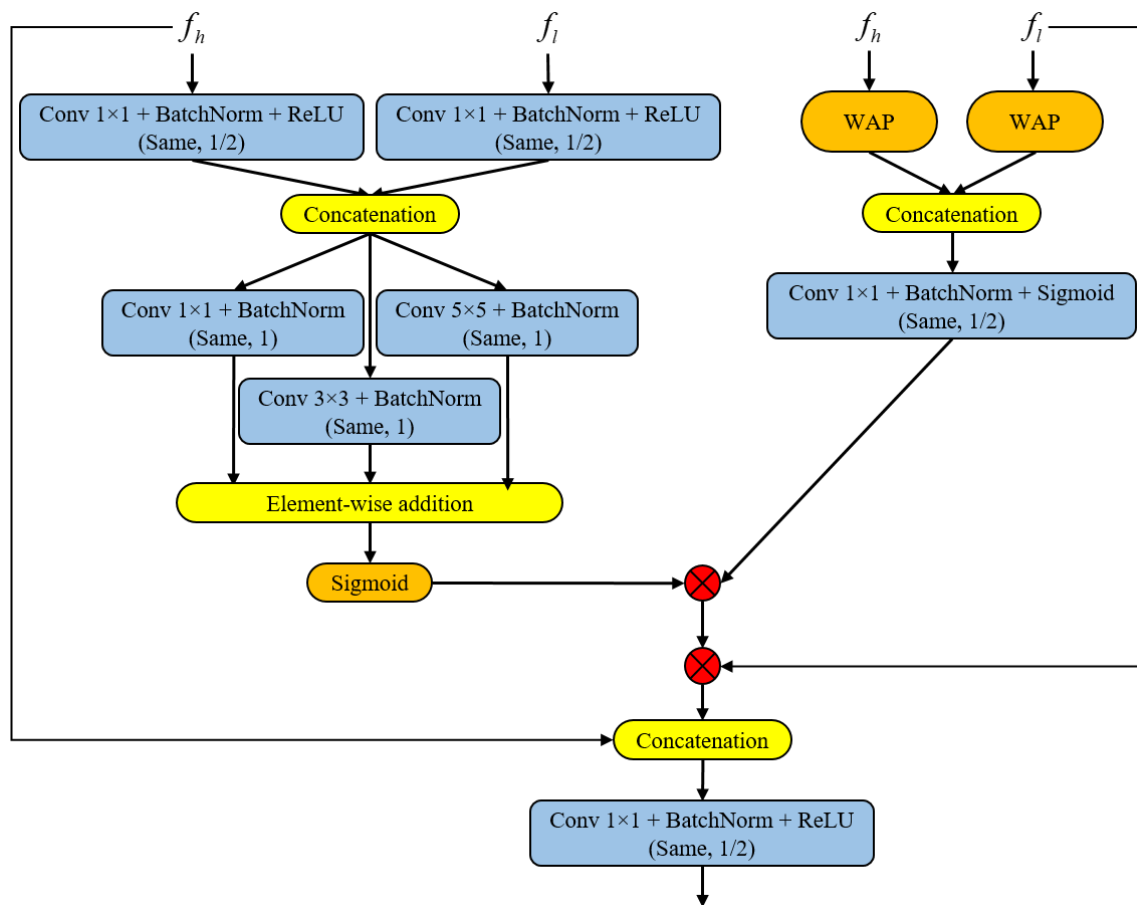 f_h
f_l
f_h
f_l
Conv 1×1 + BatchNorm + ReLU
(Same, 1/2)
Conv 1×1 + BatchNorm + ReLU
(Same, 1/2)
WAP
WAP
Concatenation
Concatenation
Conv 1×1 + BatchNorm
(Same, 1)
Conv 5×5 + BatchNorm
(Same, 1)
Conv 1×1 + BatchNorm + Sigmoid
(Same, 1/2)
Conv 3×3 + BatchNorm
(Same, 1)
Element-wise addition
Sigmoid
Concatenation
Conv 1×1 + BatchNorm + ReLU
(Same, 1/2)